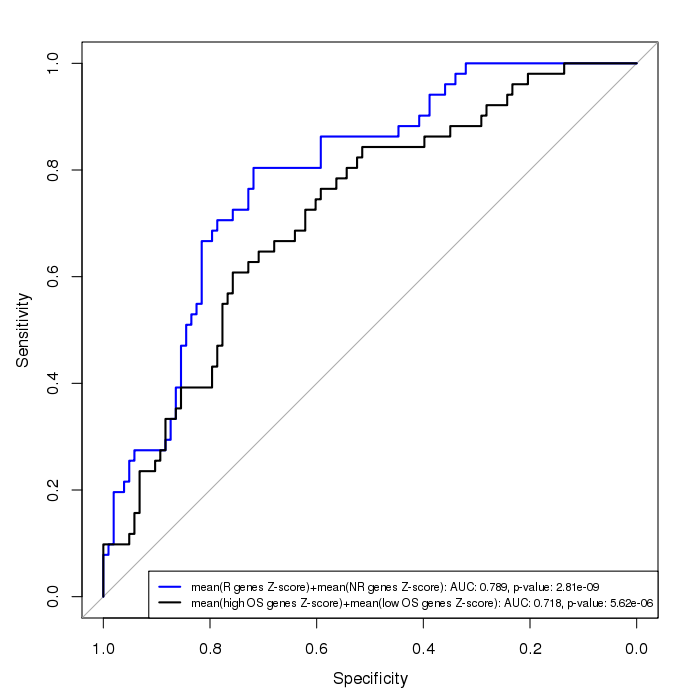 1.0
0.8
0.6
0.4
0.2
0.0
Sensitivity
mean(R genes Z-score)+mean(NR genes Z-score): AUC: 0.789, p-value: 2.81e-09
mean(high OS genes Z-score)+mean(low OS genes Z-score): AUC: 0.718, p-value: 5.62e-06
1.0 0.8 0.6 0.4 0.2 0.0
Specificity